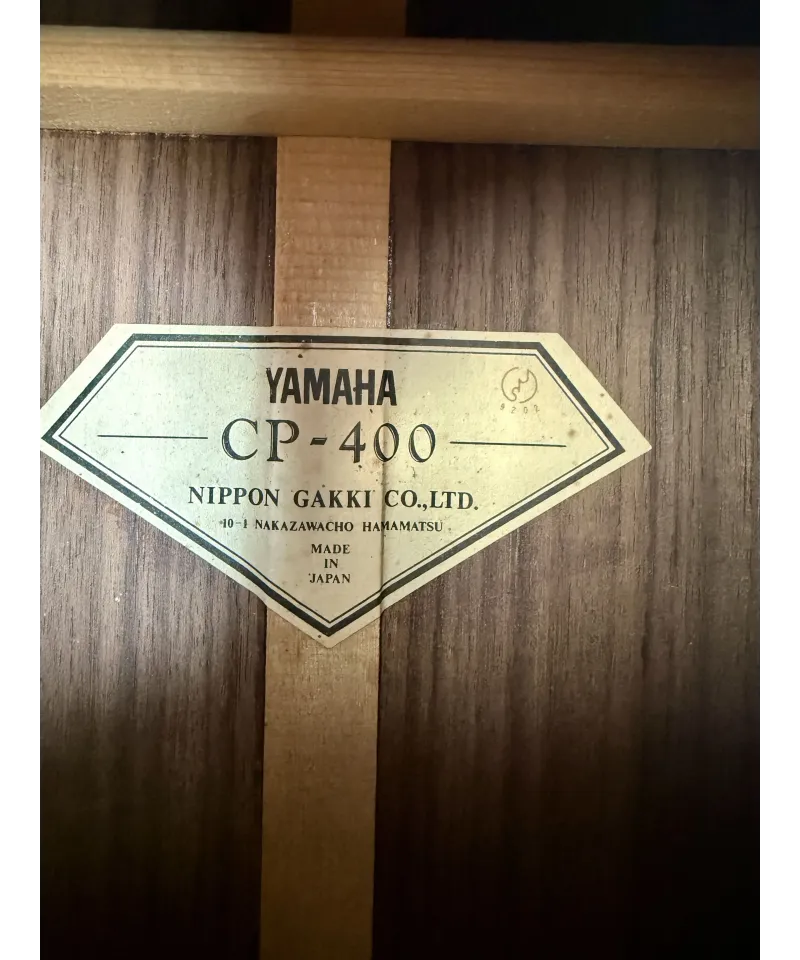 YAMAHA
CP-400
NIPPON GAKKI CO.,LTD.
10-1 NAKAZAWACHO HAMAMATSU
MADE
IN
JAPAN